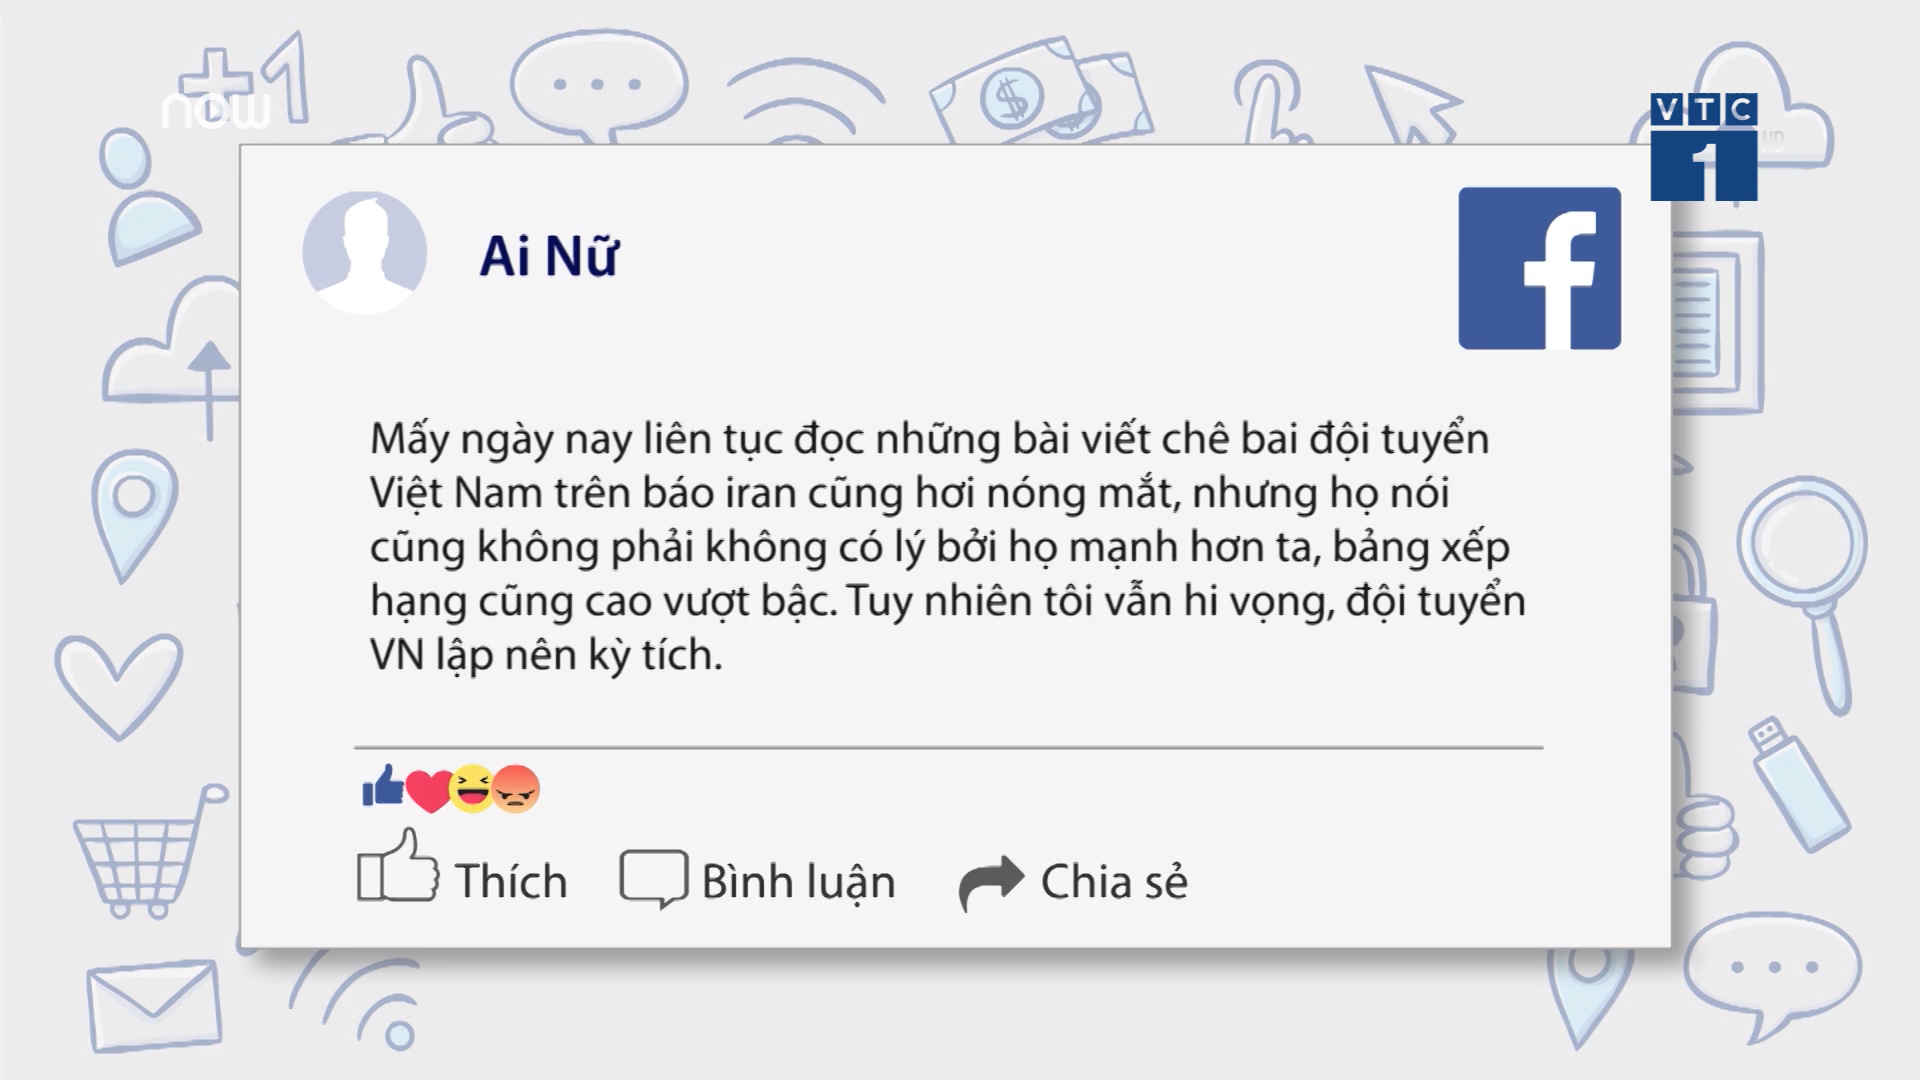 +1
now
VTC
1
HD
Ai Nữ
Mấy ngày nay liên tục đọc những bài viết chê bai đội tuyển
Việt Nam trên báo iran cũng hơi nóng mắt, nhưng họ nói
cũng không phải không có lý bởi họ mạnh hơn ta, bảng xếp
hạng cũng cao vượt bậc. Tuy nhiên tôi vẫn hi vọng, đội tuyển
VN lập nên kỳ tích.
Thích Bình luận Chia sẻ